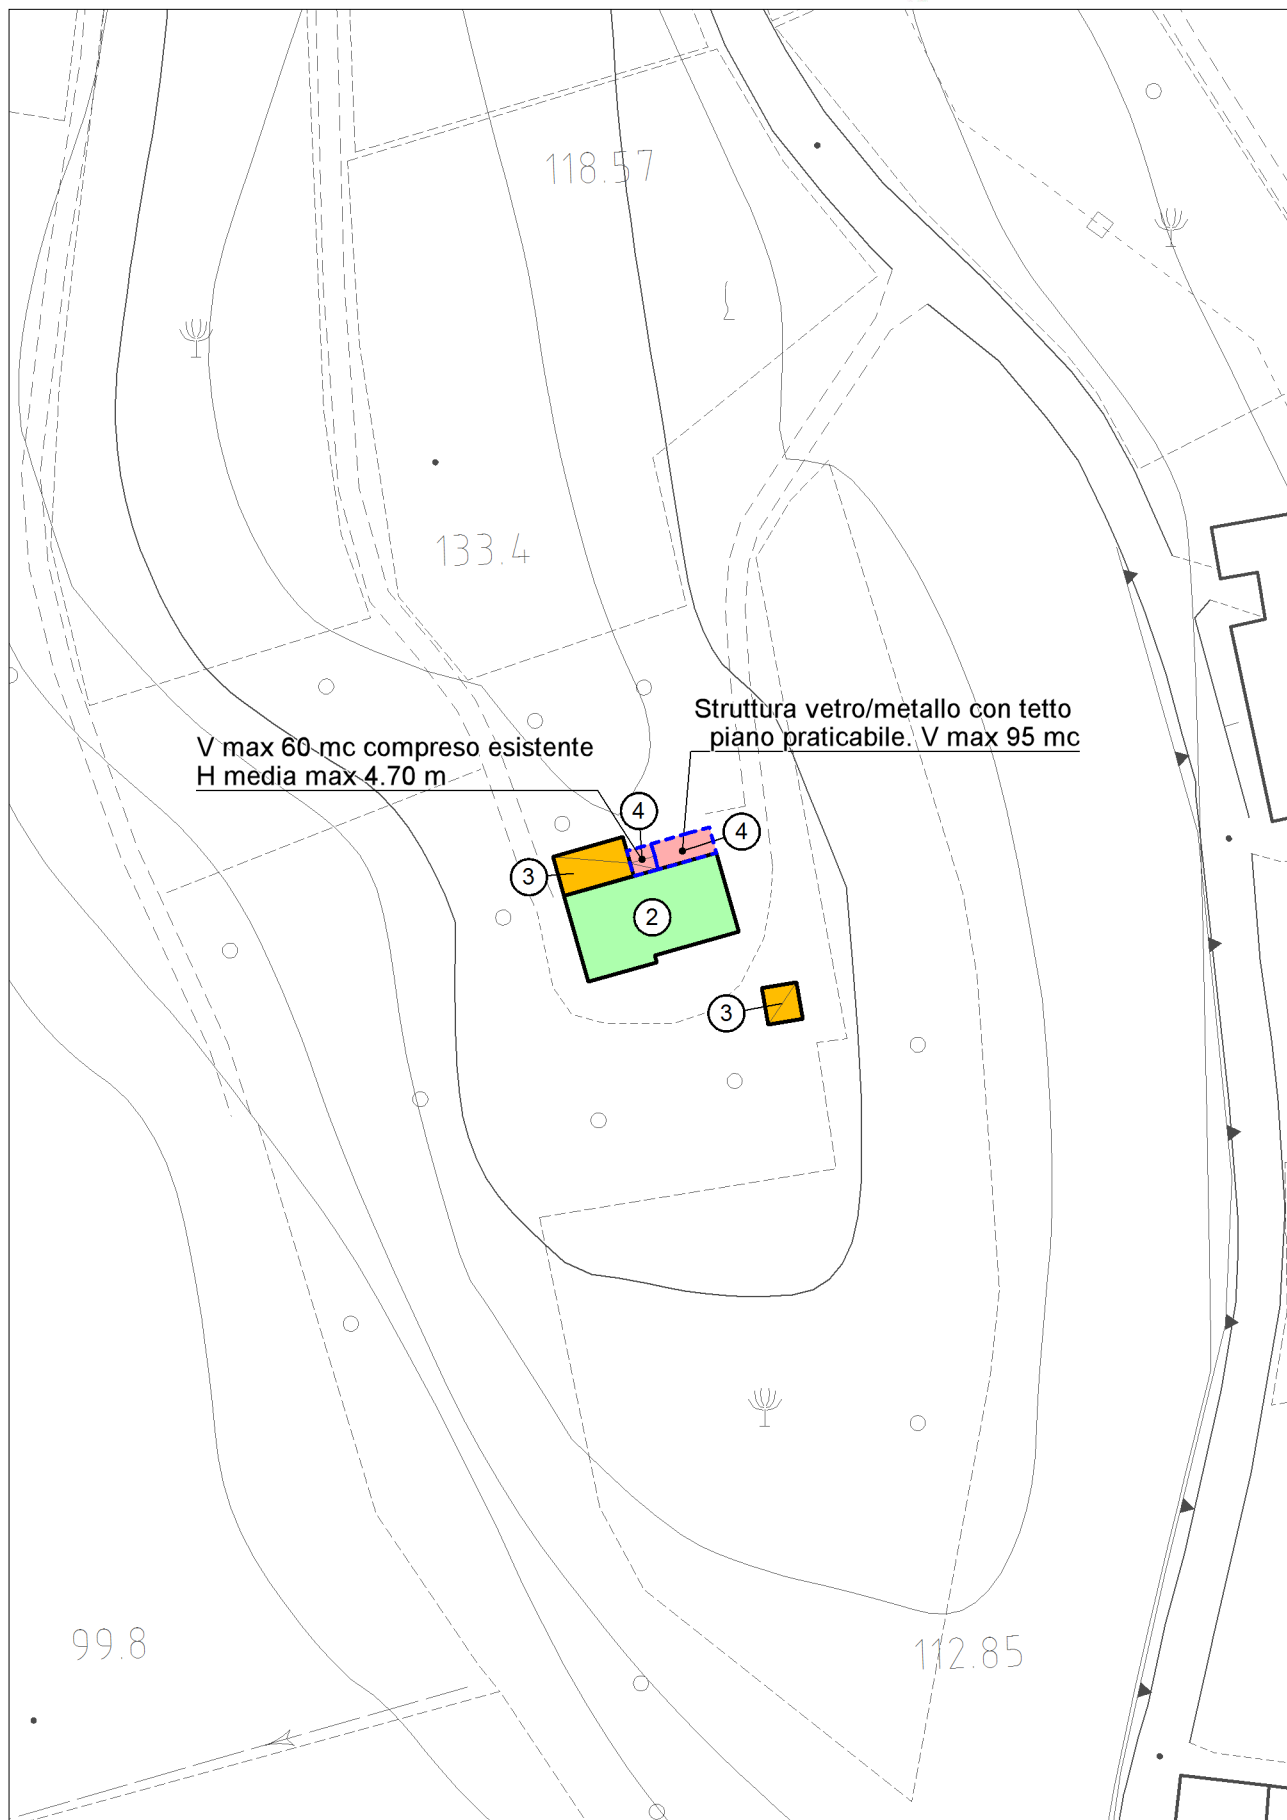 118.57
133.4
Struttura vetro/metallo con tetto
piano praticabile. V max 95 mc
V max 60 mc compreso esistente
H media max 4.70 m
4
4
3
2
3
99.8
112.85